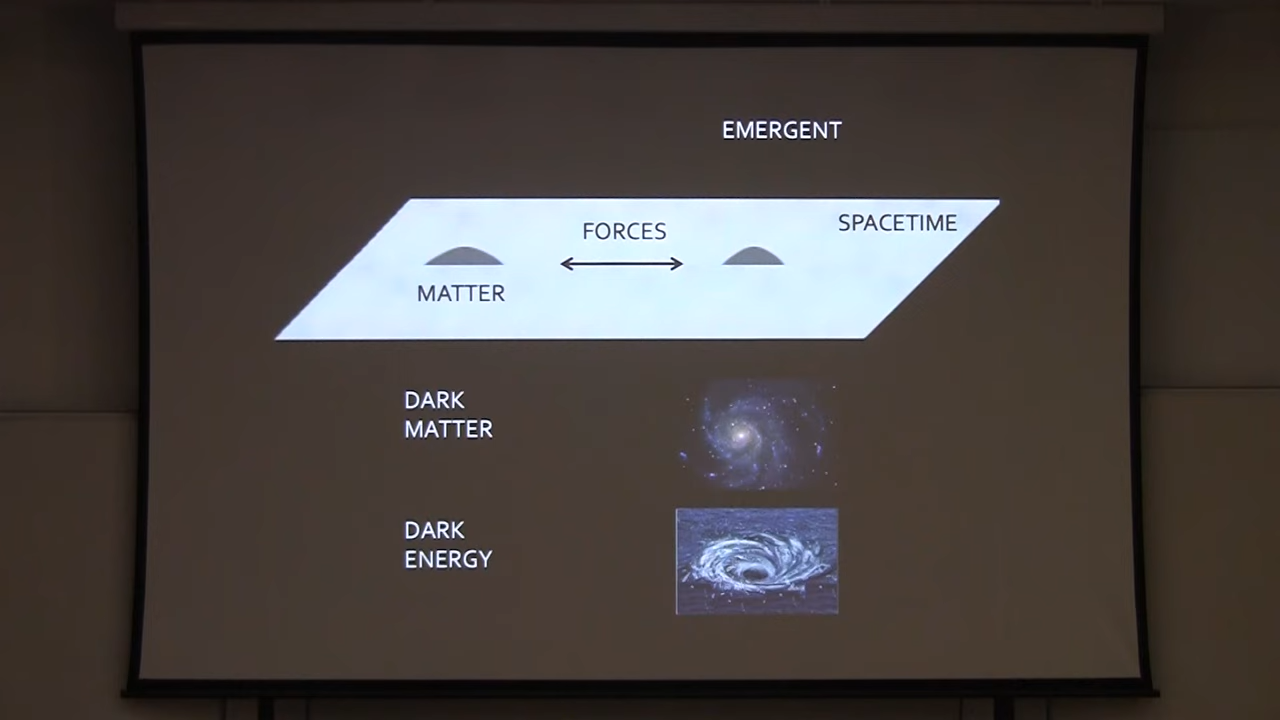 EMERGENT
SPACETIME
FORCES
MATTER
DARK
MATTER
DARK
ENERGY